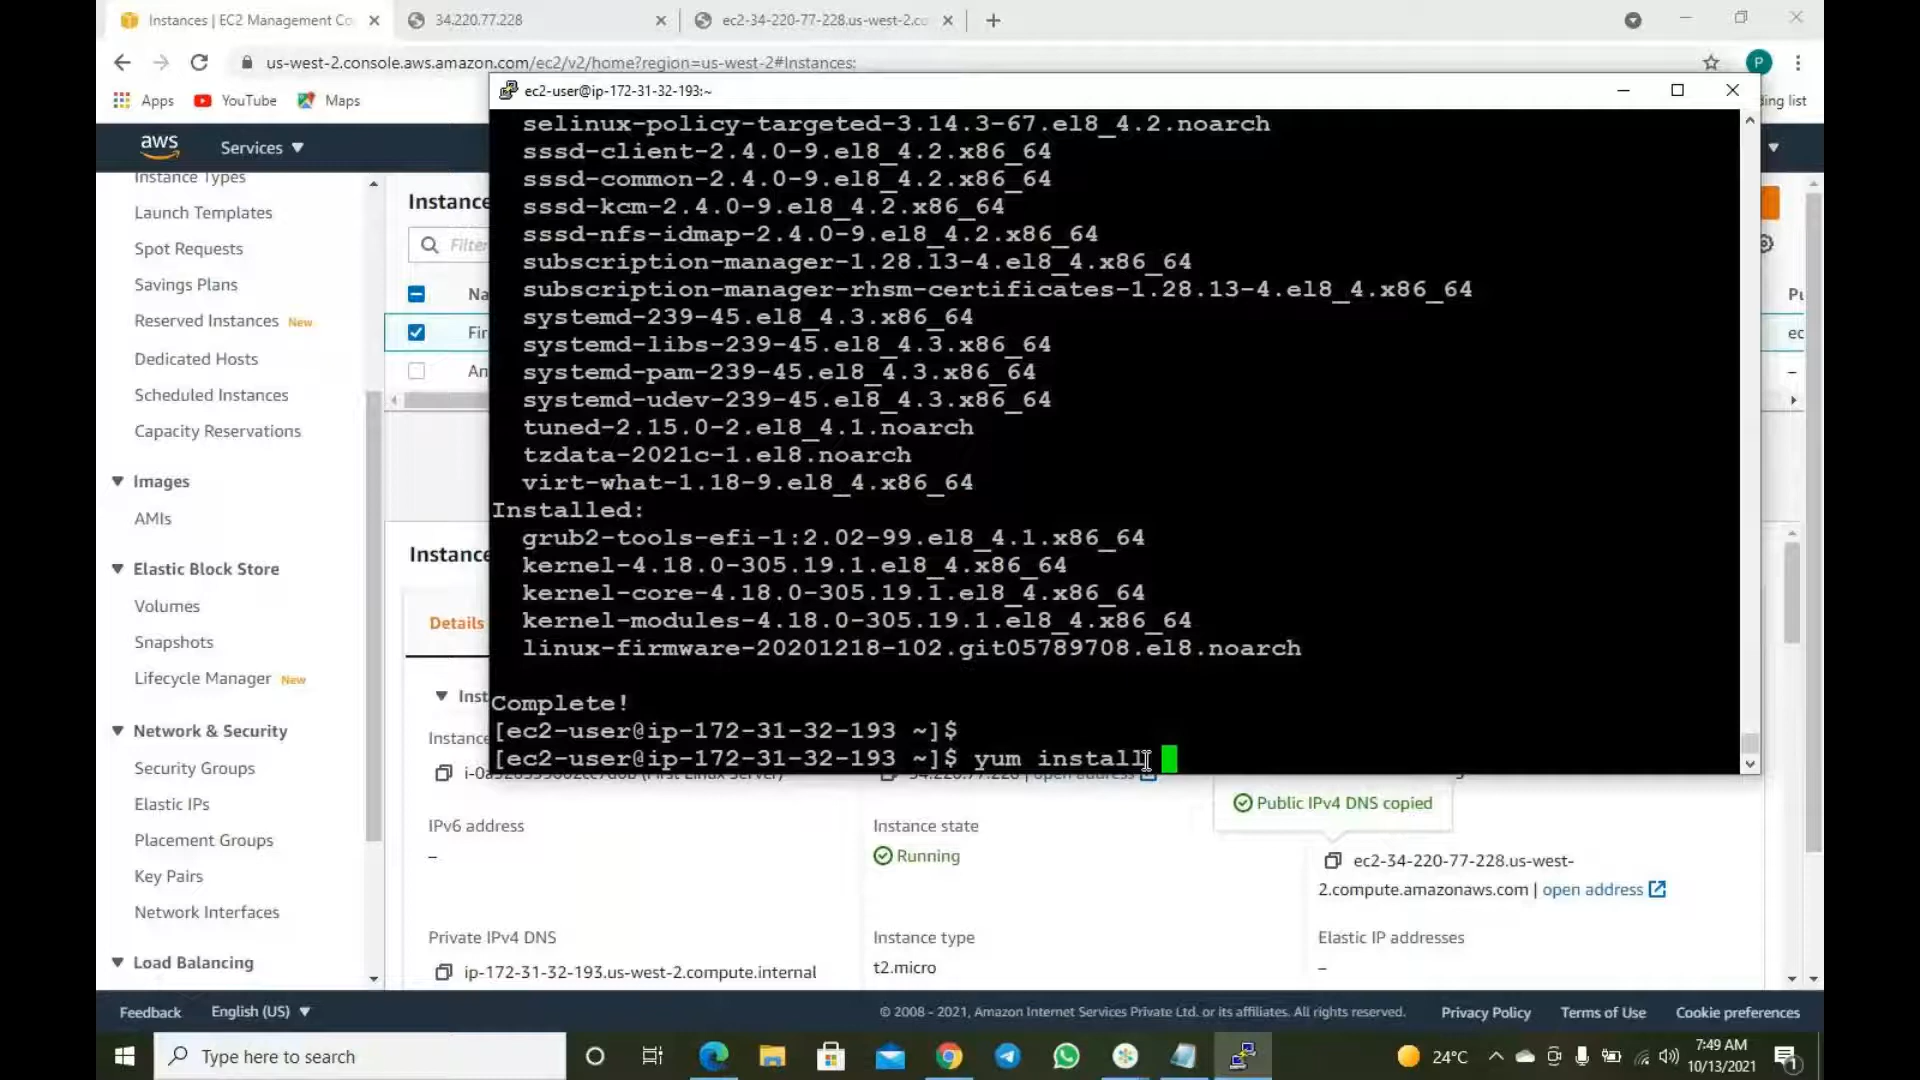 Instances | EC2 Management Co
34.220.77.228
ec2-34-220-77-228.us-west-2.co
us-west-2.console.aws.amazon.com/ec2/v2/home?region=us-west-2#Instances:
P
Apps
YouTube
Maps
ding list
ec2-user@ip-172-31-32-193:~
aws
Services
Instance Types
Launch Templates
Spot Requests
Savings Plans
Reserved Instances New
Dedicated Hosts
Scheduled Instances
Capacity Reservations
Images
AMIs
Elastic Block Store
Volumes
Snapshots
Lifecycle Manager New
Network & Security
Security Groups
Elastic IPs
Placement Groups
Key Pairs
Network Interfaces
Load Balancing
Instanc
Filte
Na
Fir
An
Pu
ec
–
selinux-policy-targeted-3.14.3-67.el8_4.2.noarch
sssd-client-2.4.0-9.el8_4.2.x86_64
sssd-common-2.4.0-9.el8_4.2.x86_64
sssd-kcm-2.4.0-9.el8_4.2.x86_64
sssd-nfs-idmap-2.4.0-9.el8_4.2.x86_64
subscription-manager-1.28.13-4.el8_4.x86_64
subscription-manager-rhsm-certificates-1.28.13-4.el8_4.x86_64
systemd-239-45.el8_4.3.x86_64
systemd-libs-239-45.el8_4.3.x86_64
systemd-pam-239-45.el8_4.3.x86_64
systemd-udev-239-45.el8_4.3.x86_64
tuned-2.15.0-2.el8_4.1.noarch
tzdata-2021c-1.el8.noarch
virt-what-1.18-9.el8_4.x86_64
Installed:
grub2-tools-efi-1:2.02-99.el8_4.1.x86_64
kernel-4.18.0-305.19.1.el8_4.x86_64
kernel-core-4.18.0-305.19.1.el8_4.x86_64
kernel-modules-4.18.0-305.19.1.el8_4.x86_64
linux-firmware-20201218-102.git05789708.el8.noarch
Complete!
[ec2-user@ip-172-31-32-193 ~]$
[ec2-user@ip-172-31-32-193 ~]$ yum install
Instanc
Details
Inst
Instance
Public IPv4 DNS copied
IPv6 address
–
Instance state
Running
ec2-34-220-77-228.us-west-
2.compute.amazonaws.com | open address
Private IPv4 DNS
ip-172-31-32-193.us-west-2.compute.internal
Instance type
t2.micro
Elastic IP addresses
–
Feedback
English (US)
© 2008 - 2021, Amazon Internet Services Private Ltd. or its affiliates. All rights reserved.
Privacy Policy
Terms of Use
Cookie preferences
Type here to search
24°C
7:49 AM
10/13/2021
1